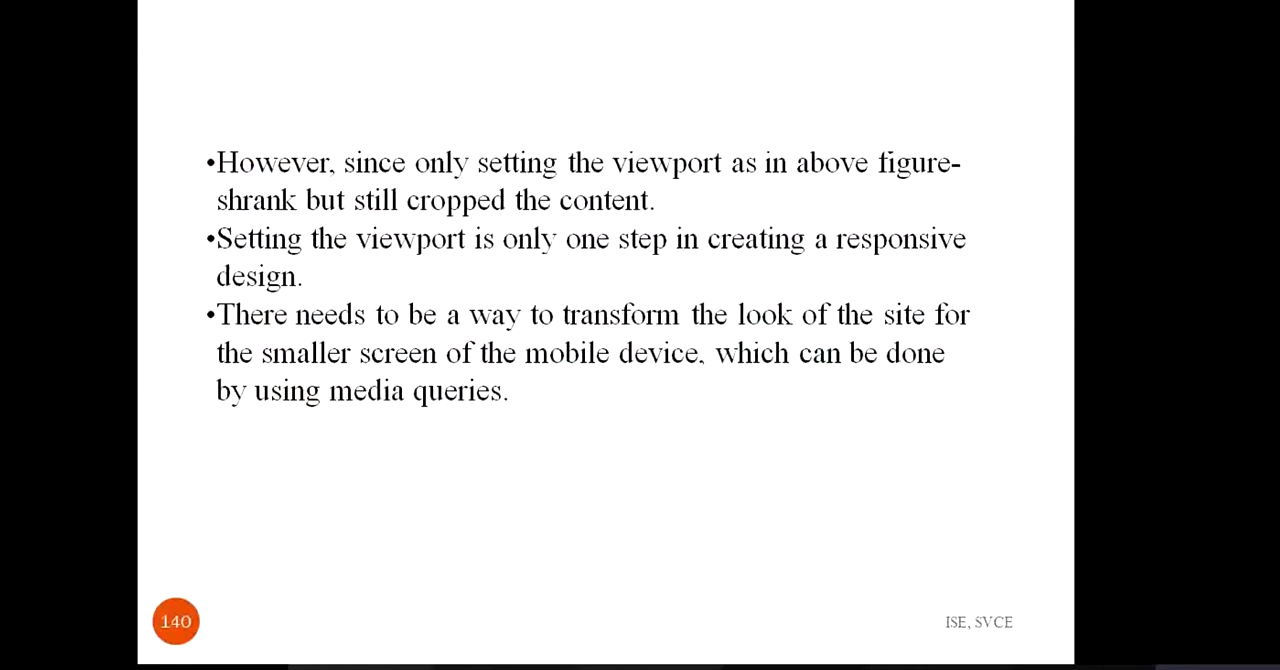 •However, since only setting the viewport as in above figure-
shrank but still cropped the content.
•Setting the viewport is only one step in creating a responsive
design.
•There needs to be a way to transform the look of the site for
the smaller screen of the mobile device, which can be done
by using media queries.
140
ISE, SVCE